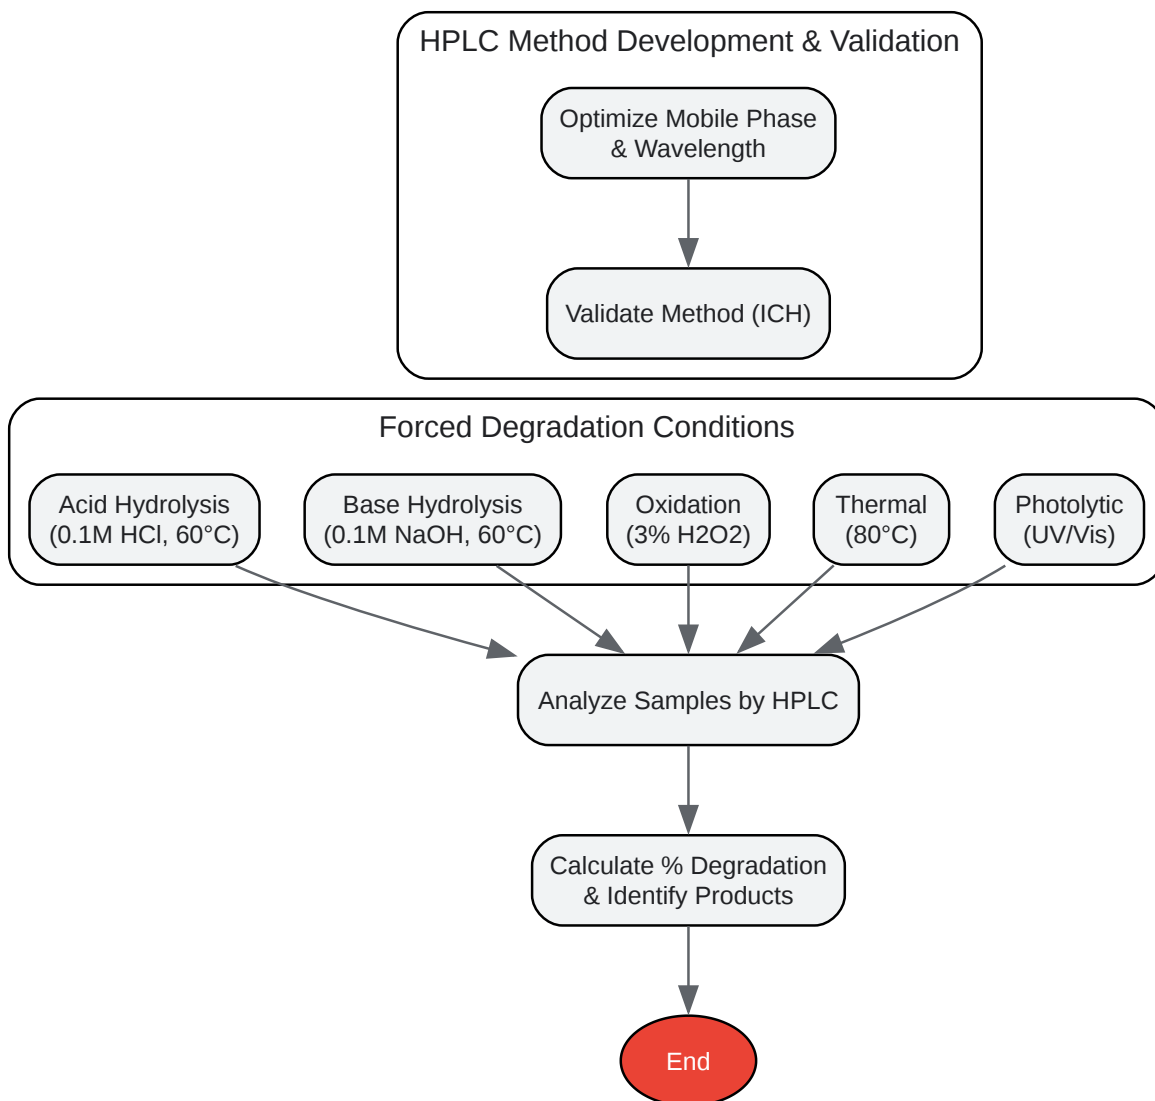 HPLC Method Development & Validation
Optimize Mobile Phase
& Wavelength
Validate Method (ICH)
Forced Degradation Conditions
Acid Hydrolysis
(0.1M HCl, 60°C)
Base Hydrolysis
(0.1M NaOH, 60°C)
Oxidation
(3% H2O2)
Thermal
(80°C)
Photolytic
(UV/Vis)
Analyze Samples by HPLC
Calculate % Degradation
& Identify Products
End